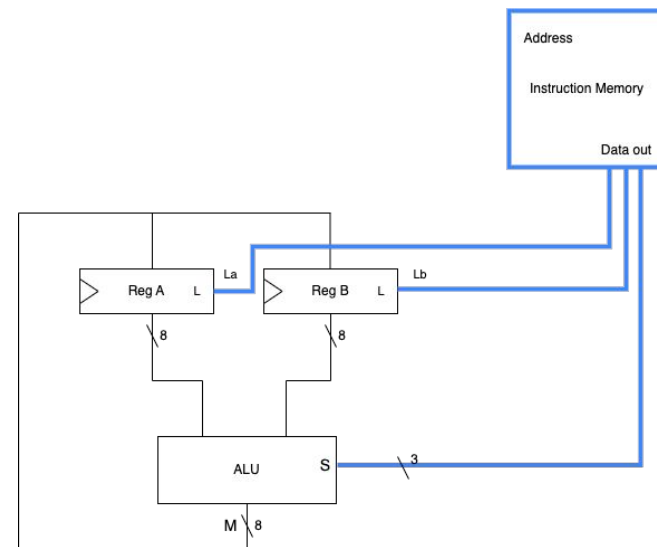 Address
Instruction Memory
Data out
La
Lb
Reg A
L
Reg B
L
8
8
ALU
S
3
M
8